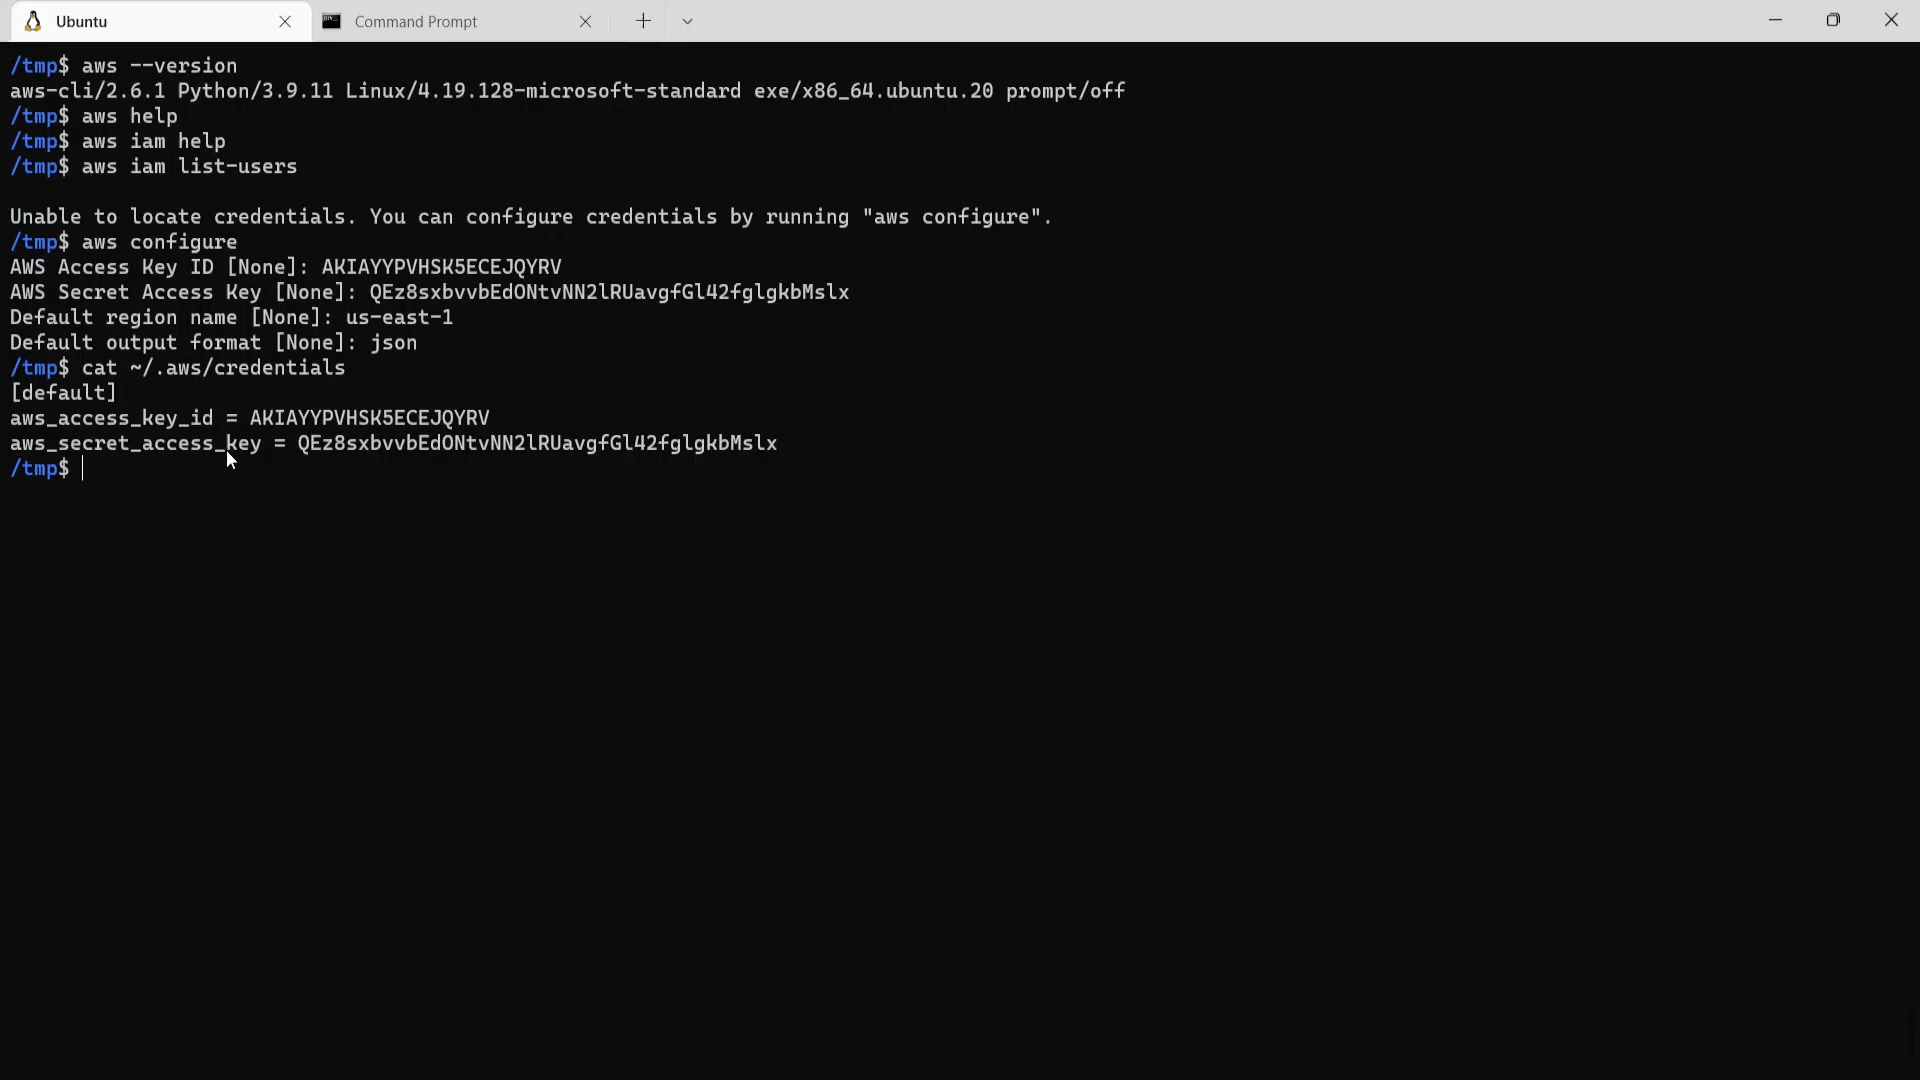 Ubuntu
Command Prompt
/tmp$ aws --version
aws-cli/2.6.1 Python/3.9.11 Linux/4.19.128-microsoft-standard exe/x86_64.ubuntu.20 prompt/off
/tmp$ aws help
/tmp$ aws iam help
/tmp$ aws iam list-users
Unable to locate credentials. You can configure credentials by running "aws configure".
/tmp$ aws configure
AWS Access Key ID [None]: AKIAYYPVHSK5ECEJQYRV
AWS Secret Access Key [None]: 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
Default region name [None]: us-east-1
Default output format [None]: json
/tmp$ cat ~/.aws/credentials
[default]
aws_access_key_id = AKIAYYPVHSK5ECEJQYRV
aws_secret_access_key = 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
/tmp$